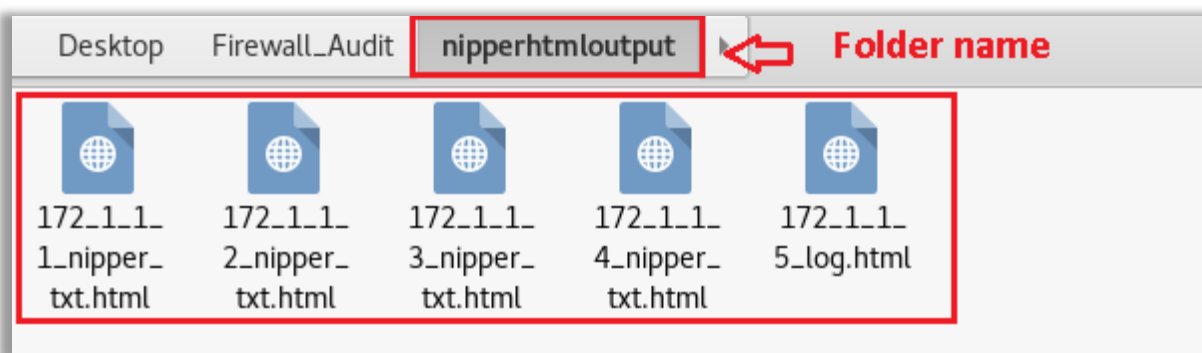 Desktop Firewall_Audit nipperhtmloutput Folder name
172_1_1_ 172_1_1_ 172_1_1_ 172_1_1_ 172_1_1_
1_nipper_ 2_nipper_ 3_nipper_ 4_nipper_ 5_log.html
txt.html txt.html txt.html txt.html